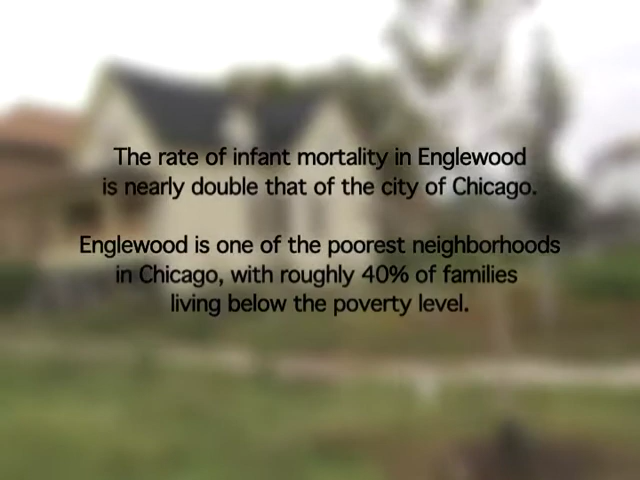 The rate of infant mortality in Englewood
is nearly double that of the city of Chicago.
Englewood is one of the poorest neighborhoods
in Chicago, with roughly 40% of families
living below the poverty level.